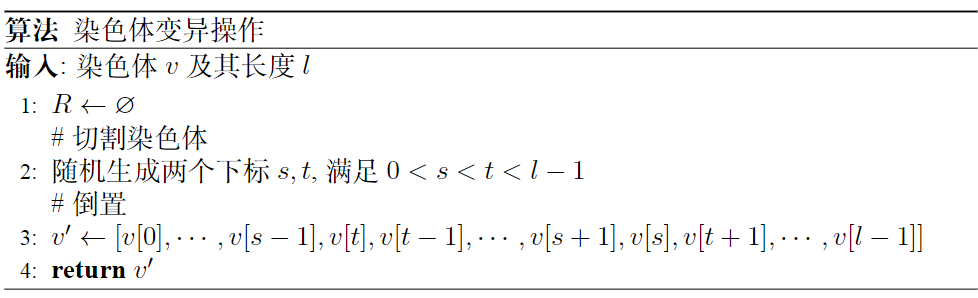 算法 染色体变异操作
输入: 染色体 v 及其长度 l
1: R ← ∅
# 切割染色体
2: 随机生成两个下标 s, t, 满足 0 < s < t < l − 1
# 倒置
3: v′ ← [v[0], ⋯ , v[s − 1], v[t], v[t − 1], ⋯ , v[s + 1], v[s], v[t + 1], ⋯ , v[l − 1]]
4: return v′